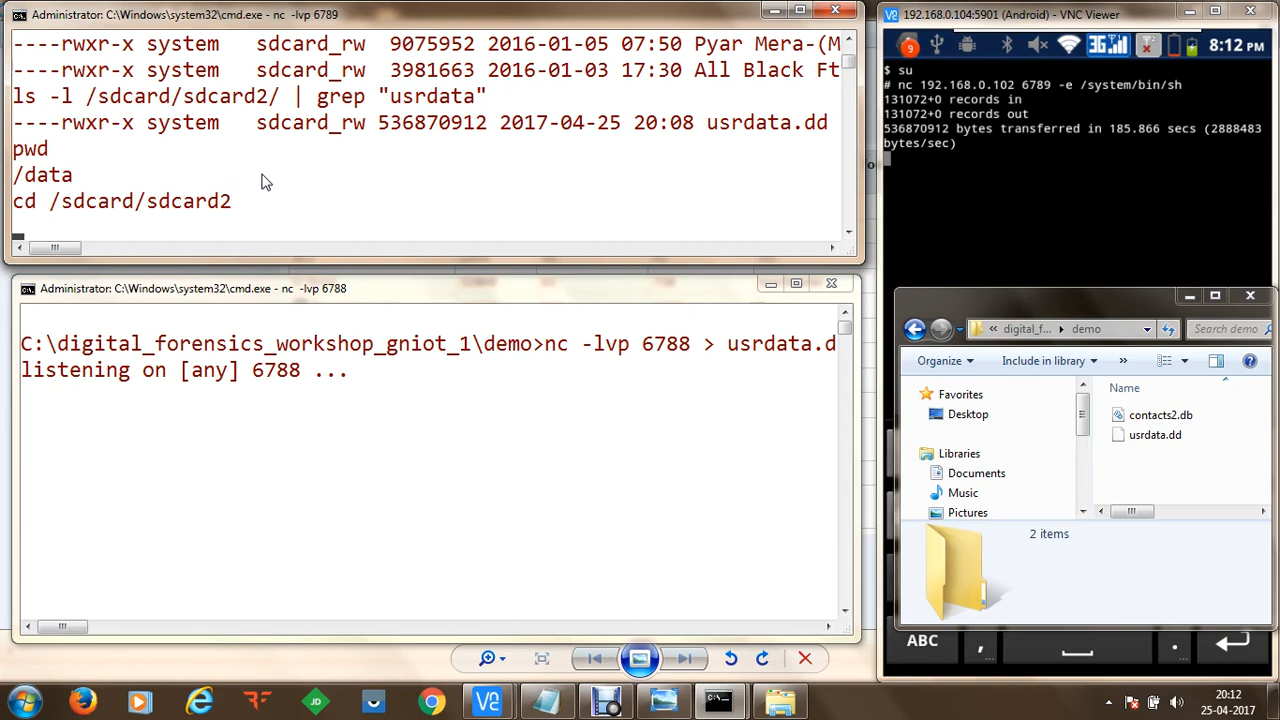 Administrator: C:\Windows\system32\cmd.exe - nc -lvp 6789
----rwxr-x system sdcard_rw 9075952 2016-01-05 07:50 Pyar Mera-(M
----rwxr-x system sdcard_rw 3981663 2016-01-03 17:30 All Black Ft
ls -l /sdcard/sdcard2/ | grep "usrdata"
----rwxr-x system sdcard_rw 536870912 2017-04-25 20:08 usrdata.dd
pwd
/data
cd /sdcard/sdcard2
Administrator: C:\Windows\system32\cmd.exe - nc -lvp 6788
C:\digital_forensics_workshop_gniot_1\demo>nc -lvp 6788 > usrdata.d
listening on [any] 6788 ...
192.168.0.104:5901 (Android) - VNC Viewer
9
3G
8:12 PM
$ su
# nc 192.168.0.102 6789 -e /system/bin/sh
131072+0 records in
131072+0 records out
536870912 bytes transferred in 185.866 secs (2888483
bytes/sec)
digital_f... demo
Search demo
Organize Include in library
Name
Favorites
Desktop
Libraries
Documents
Music
Pictures
contacts2.db
usrdata.dd
2 items
ABC , .
JD
20:12
25-04-2017